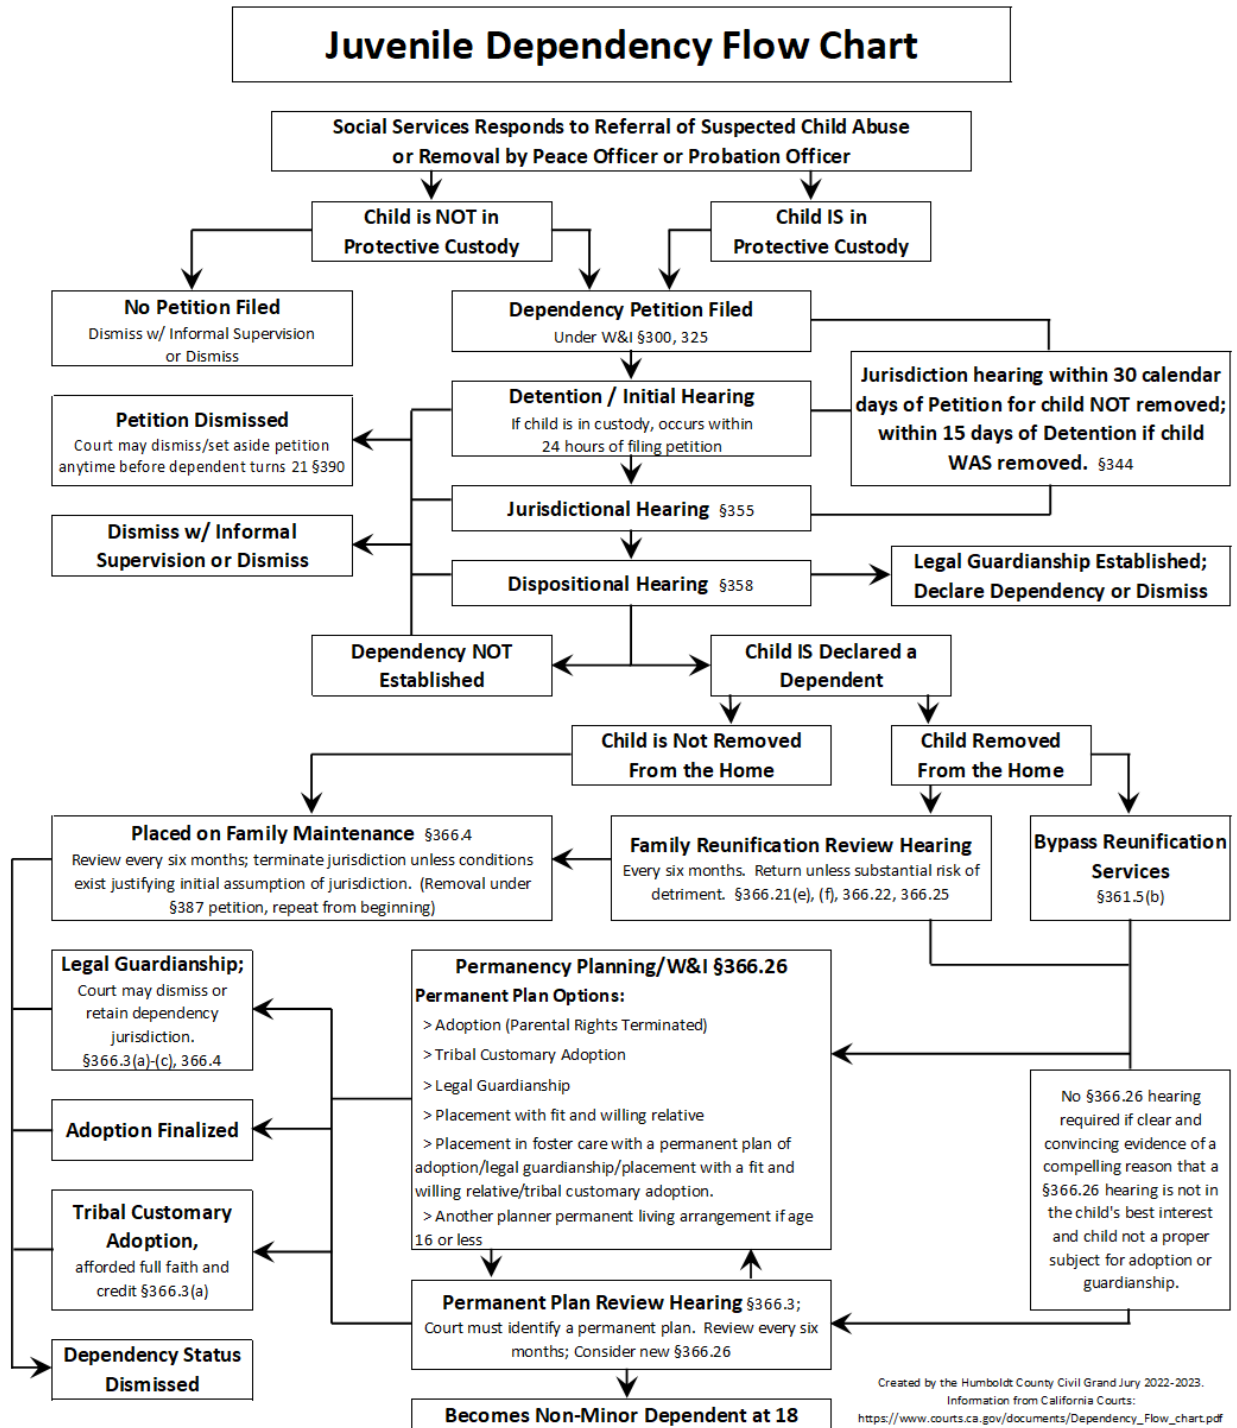 Juvenile Dependency Flow Chart
Social Services Responds to Referral of Suspected Child Abuse
or Removal by Peace Officer or Probation Officer
Child is NOT in
Protective Custody
Child IS in
Protective Custody
No Petition Filed
Dismiss w/ Informal Supervision
or Dismiss
Dependency Petition Filed
Under W&I §300, 325
Jurisdiction hearing within 30 calendar
days of Petition for child NOT removed;
within 15 days of Detention if child
WAS removed. §344
Detention / Initial Hearing
If child is in custody, occurs within
24 hours of filing petition
Petition Dismissed
Court may dismiss/set aside petition
anytime before dependent turns 21 §390
Jurisdictional Hearing §355
Dismiss w/ Informal
Supervision or Dismiss
Dispositional Hearing §358
Legal Guardianship Established;
Declare Dependency or Dismiss
Dependency NOT
Established
Child IS Declared a
Dependent
Child is Not Removed
From the Home
Child Removed
From the Home
Placed on Family Maintenance §366.4
Review every six months; terminate jurisdiction unless conditions
exist justifying initial assumption of jurisdiction. (Removal under
§387 petition, repeat from beginning)
Family Reunification Review Hearing
Every six months. Return unless substantial risk of
detriment. §366.21(e), (f), 366.22, 366.25
Bypass Reunification
Services
§361.5(b)
Legal Guardianship;
Court may dismiss or
retain dependency
jurisdiction.
§366.3(a)-(c), 366.4
Permanency Planning/W&I §366.26
Permanent Plan Options:
> Adoption (Parental Rights Terminated)
> Tribal Customary Adoption
> Legal Guardianship
> Placement with fit and willing relative
> Placement in foster care with a permanent plan of
adoption/legal guardianship/placement with a fit and
willing relative/tribal customary adoption.
> Another planner permanent living arrangement if age
16 or less
No §366.26 hearing
required if clear and
convincing evidence of a
compelling reason that a
§366.26 hearing is not in
the child's best interest
and child not a proper
subject for adoption or
guardianship.
Adoption Finalized
Tribal Customary
Adoption,
afforded full faith and
credit §366.3(a)
Permanent Plan Review Hearing §366.3;
Court must identify a permanent plan. Review every six
months; Consider new §366.26
Dependency Status
Dismissed
Becomes Non-Minor Dependent at 18
Created by the Humboldt County Civil Grand Jury 2022-2023.
Information from California Courts:
https://www.courts.ca.gov/documents/Dependency_Flow_chart.pdf